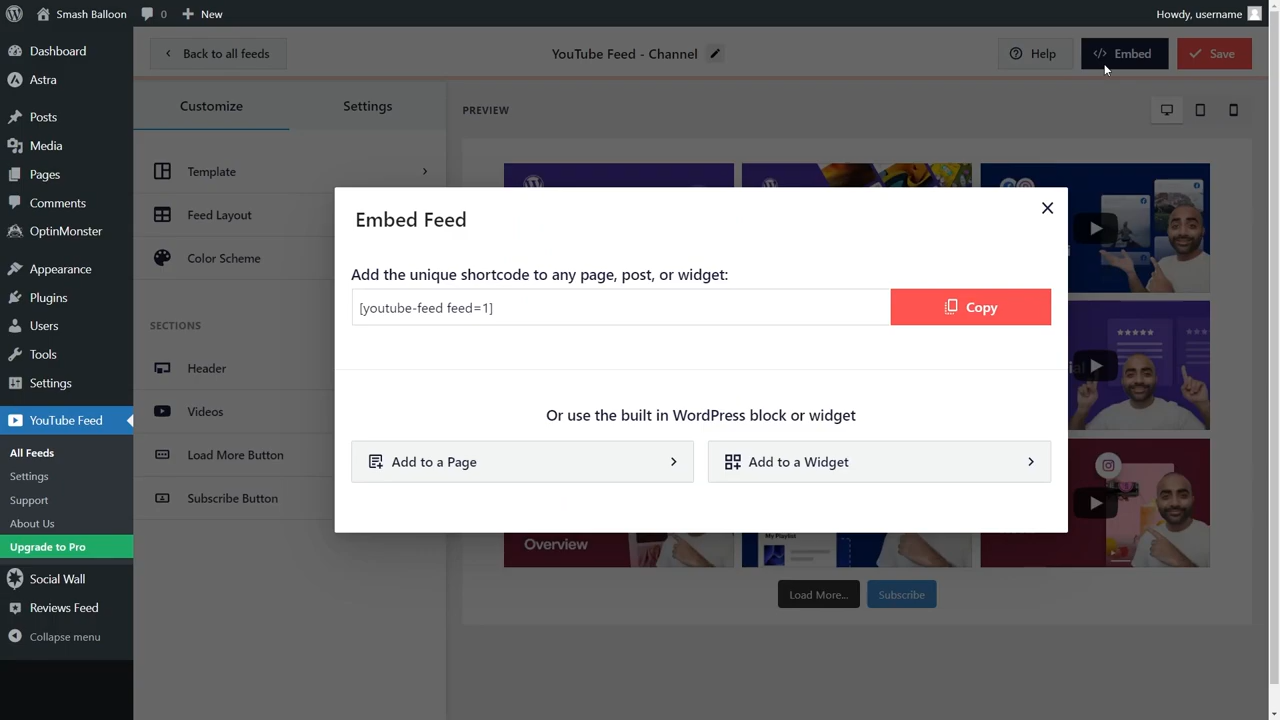 Smash Balloon
0
New
Howdy, username
Dashboard
Astra
Posts
Media
Pages
Comments
OptinMonster
Appearance
Plugins
Users
Tools
Settings
YouTube Feed
All Feeds
Settings
Support
About Us
Upgrade to Pro
Social Wall
Reviews Feed
Collapse menu
Back to all feeds
YouTube Feed - Channel
Help
</> Embed
Save
Customize
Settings
Template
Feed Layout
Color Scheme
SECTIONS
Header
Videos
Load More Button
Subscribe Button
PREVIEW
Embed Feed
Add the unique shortcode to any page, post, or widget:
[youtube-feed feed=1]
Copy
Or use the built in WordPress block or widget
Add to a Page
Add to a Widget
Overview
My Playlist
Load More...
Subscribe